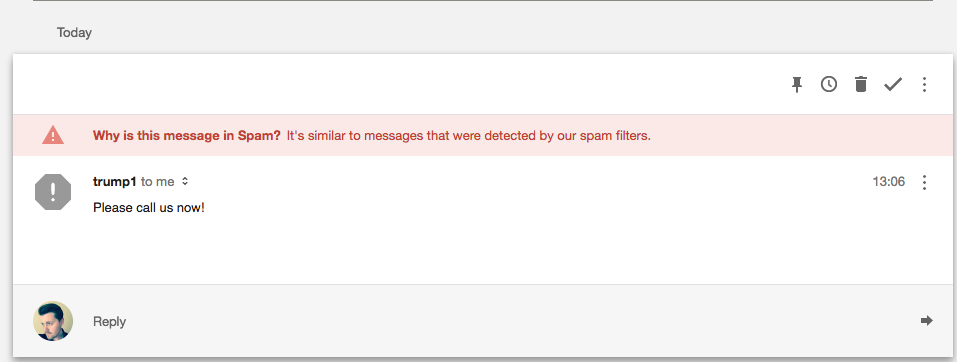 Today
Why is this message in Spam? It's similar to messages that were detected by our spam filters.
trump1 to me 13:06
Please call us now!
Reply